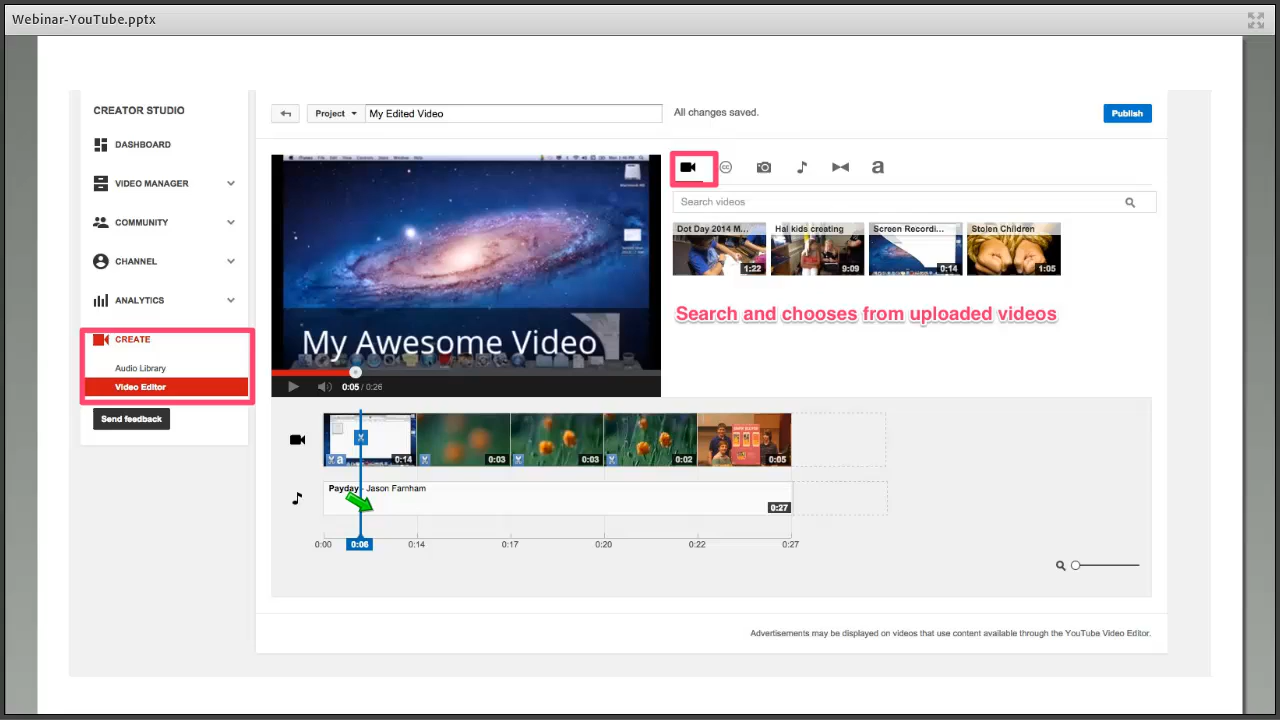 Webinar-YouTube.pptx
CREATOR STUDIO
DASHBOARD
VIDEO MANAGER
COMMUNITY
CHANNEL
ANALYTICS
CREATE
Audio Library
Video Editor
Send feedback
Project
My Edited Video
All changes saved.
Publish
My Awesome Video
0:05 / 0:26
cc
a
Search videos
Dot Day 2014 M...
Hal kids creating
Screen Recordi...
Stolen Children
1:22
9:09
0:14
1:05
Search and chooses from uploaded videos
a
0:14
0:03
0:03
0:02
0:05
Payday - Jason Farnham
0:27
0:00
0:06
0:14
0:17
0:20
0:22
0:27
Advertisements may be displayed on videos that use content available through the YouTube Video Editor.